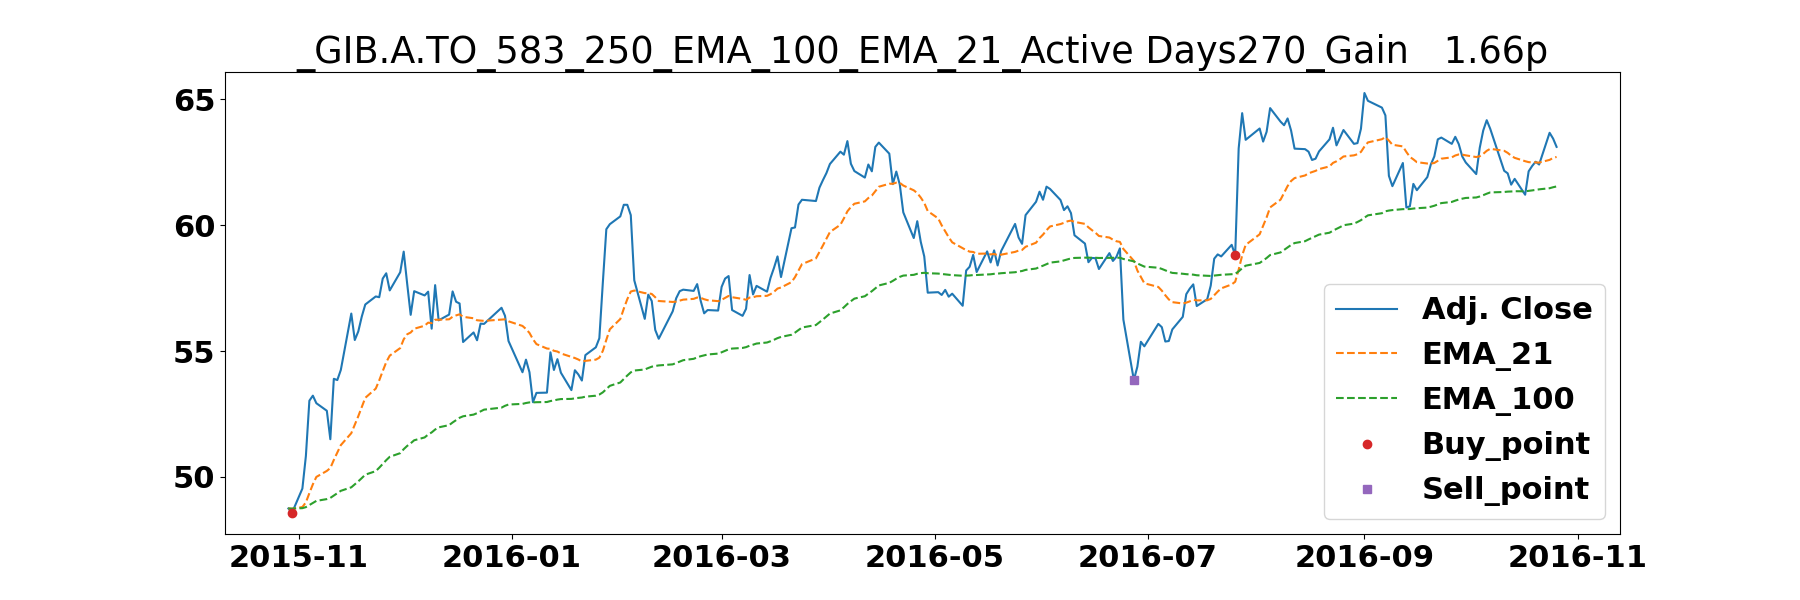 _GIB.A.TO_583_250_EMA_100_EMA_21_Active Days270_Gain   1.66p
65
60
55
50
2015-11 2016-01 2016-03 2016-05 2016-07 2016-09 2016-11
Adj. Close
EMA_21
EMA_100
Buy_point
Sell_point